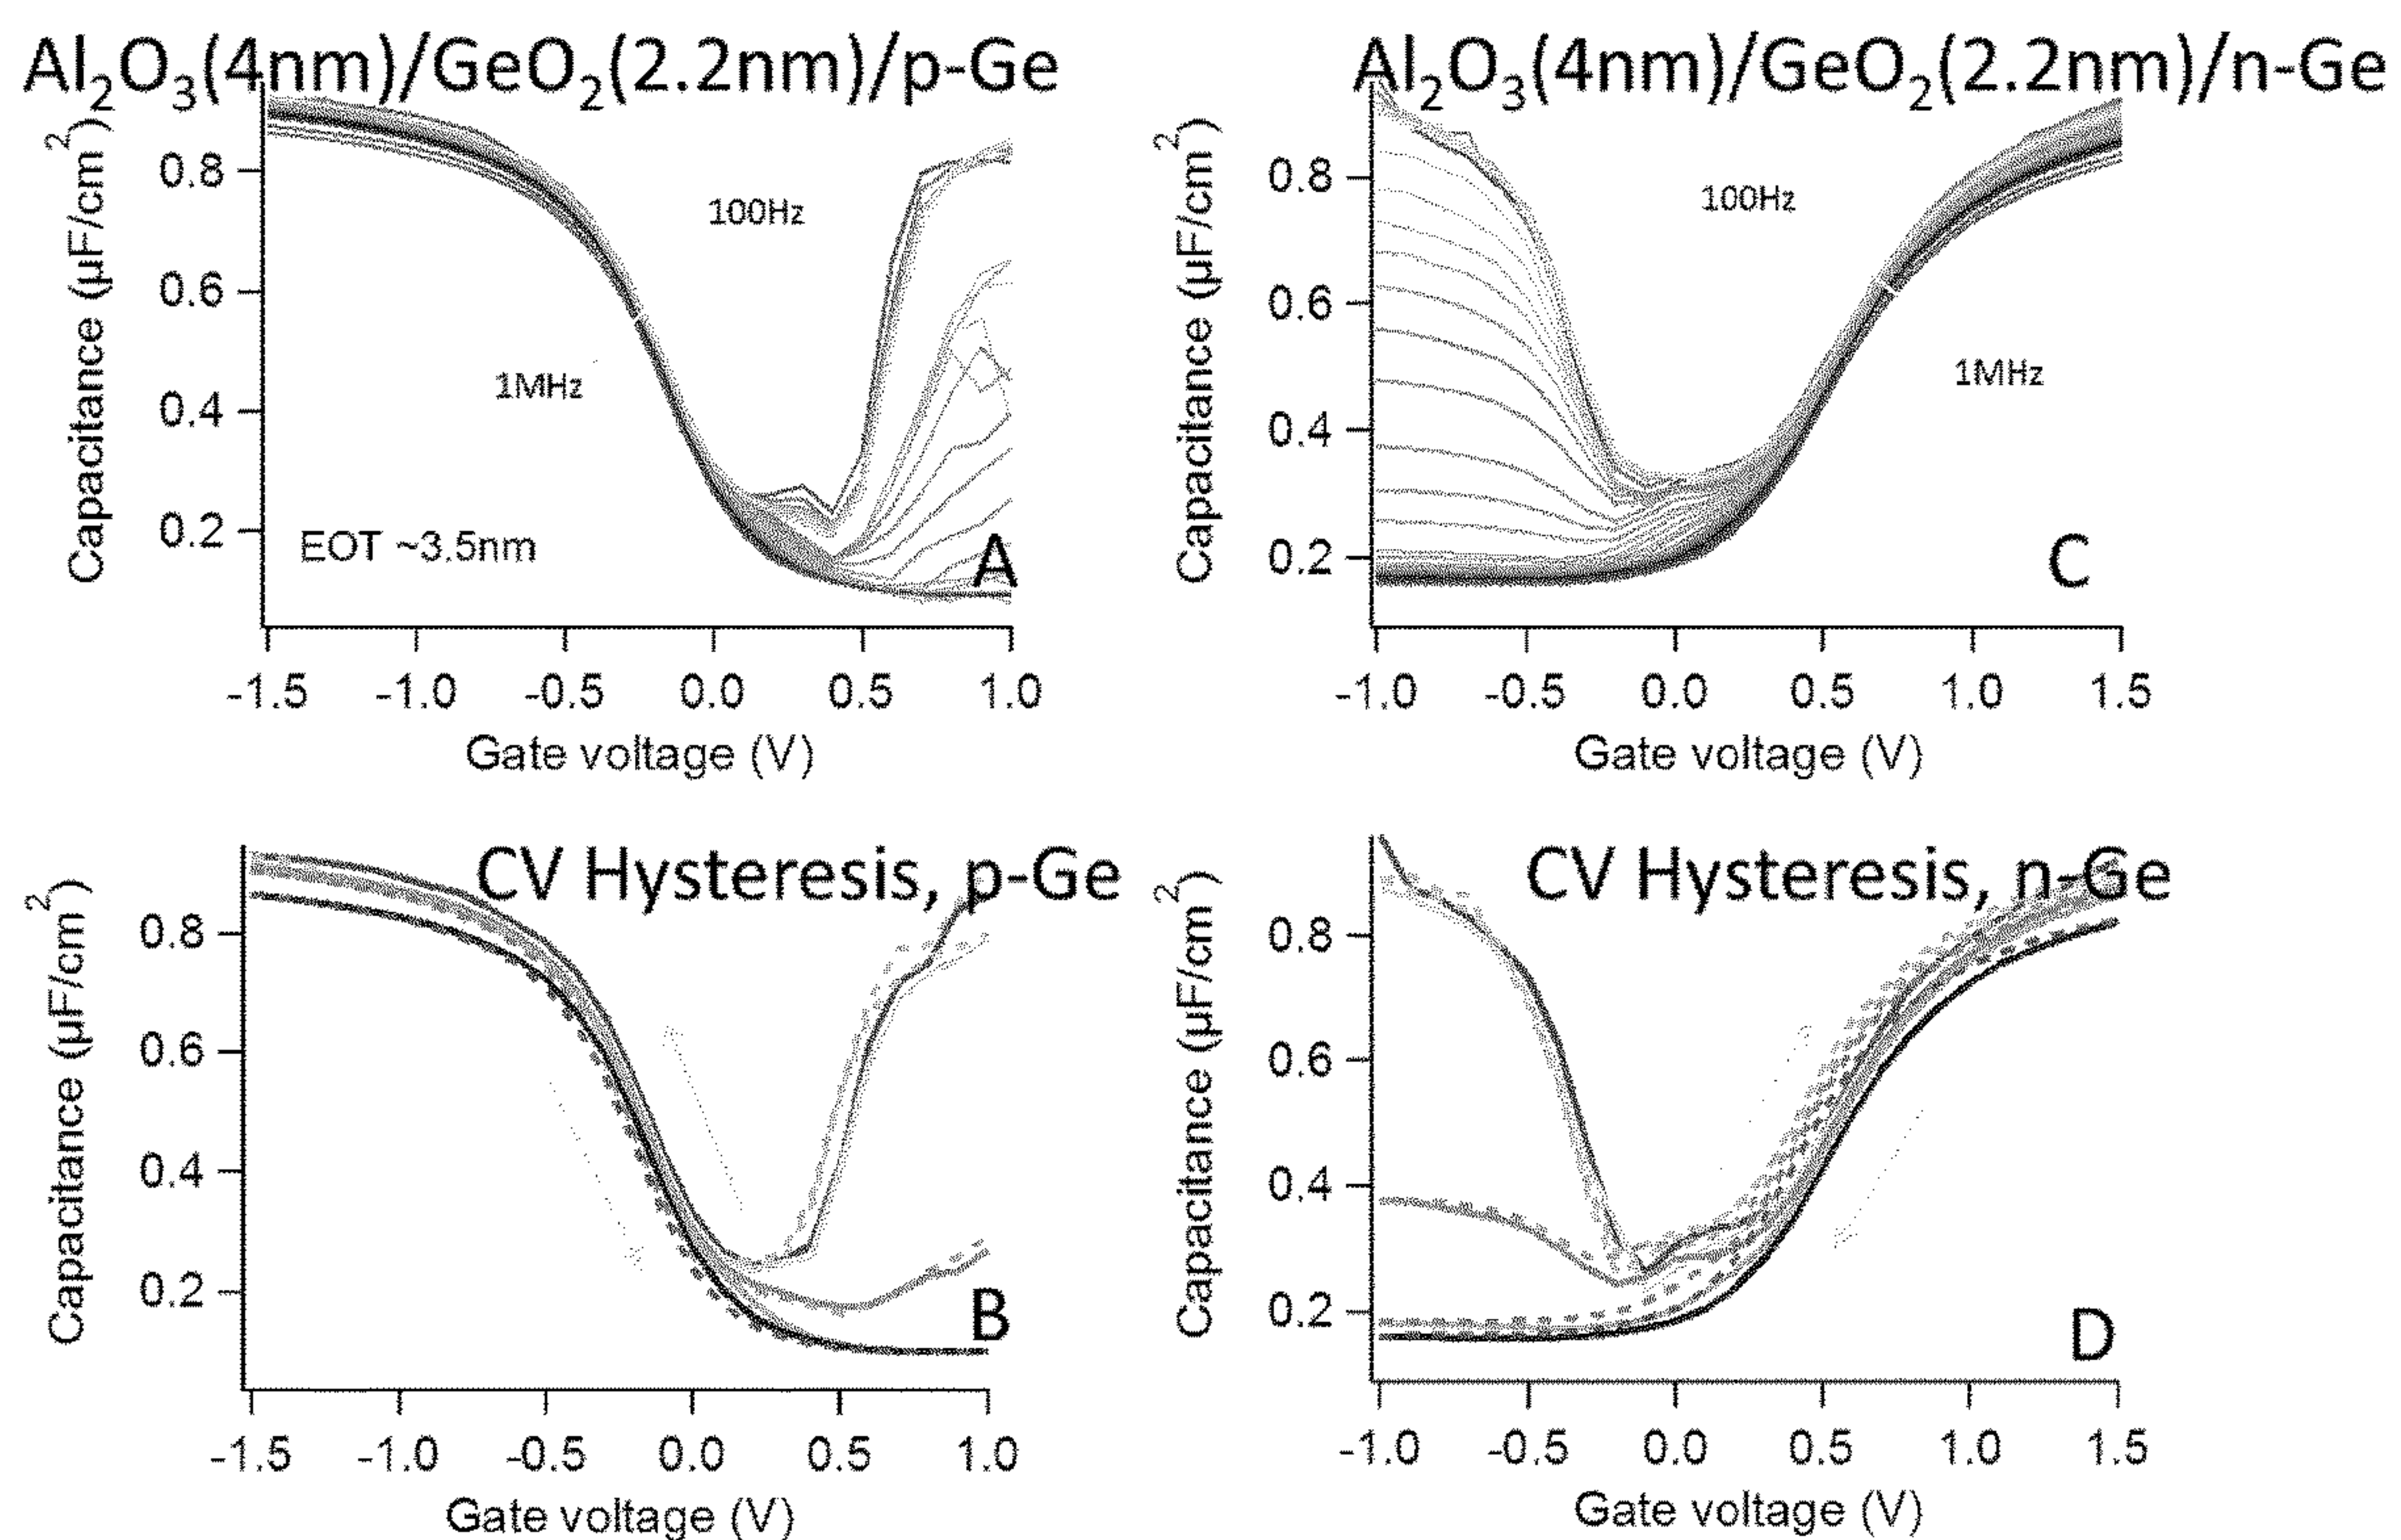 Al2O3(4nm)/GeO2(2.2nm)/p-Ge
Capacitance (µF/cm2)
0.8
0.6
0.4
0.2
100Hz
1MHz
EOT ~3.5nm
A
-1.5 -1.0 -0.5 0.0 0.5 1.0
Gate voltage (V)
Al2O3(4nm)/GeO2(2.2nm)/n-Ge
Capacitance (µF/cm2)
0.8
0.6
0.4
0.2
100Hz
1MHz
C
-1.0 -0.5 0.0 0.5 1.0 1.5
Gate voltage (V)
CV Hysteresis, p-Ge
Capacitance (µF/cm2)
0.8
0.6
0.4
0.2
B
-1.5 -1.0 -0.5 0.0 0.5 1.0
Gate voltage (V)
CV Hysteresis, n-Ge
Capacitance (µF/cm2)
0.8
0.6
0.4
0.2
D
-1.0 -0.5 0.0 0.5 1.0 1.5
Gate voltage (V)